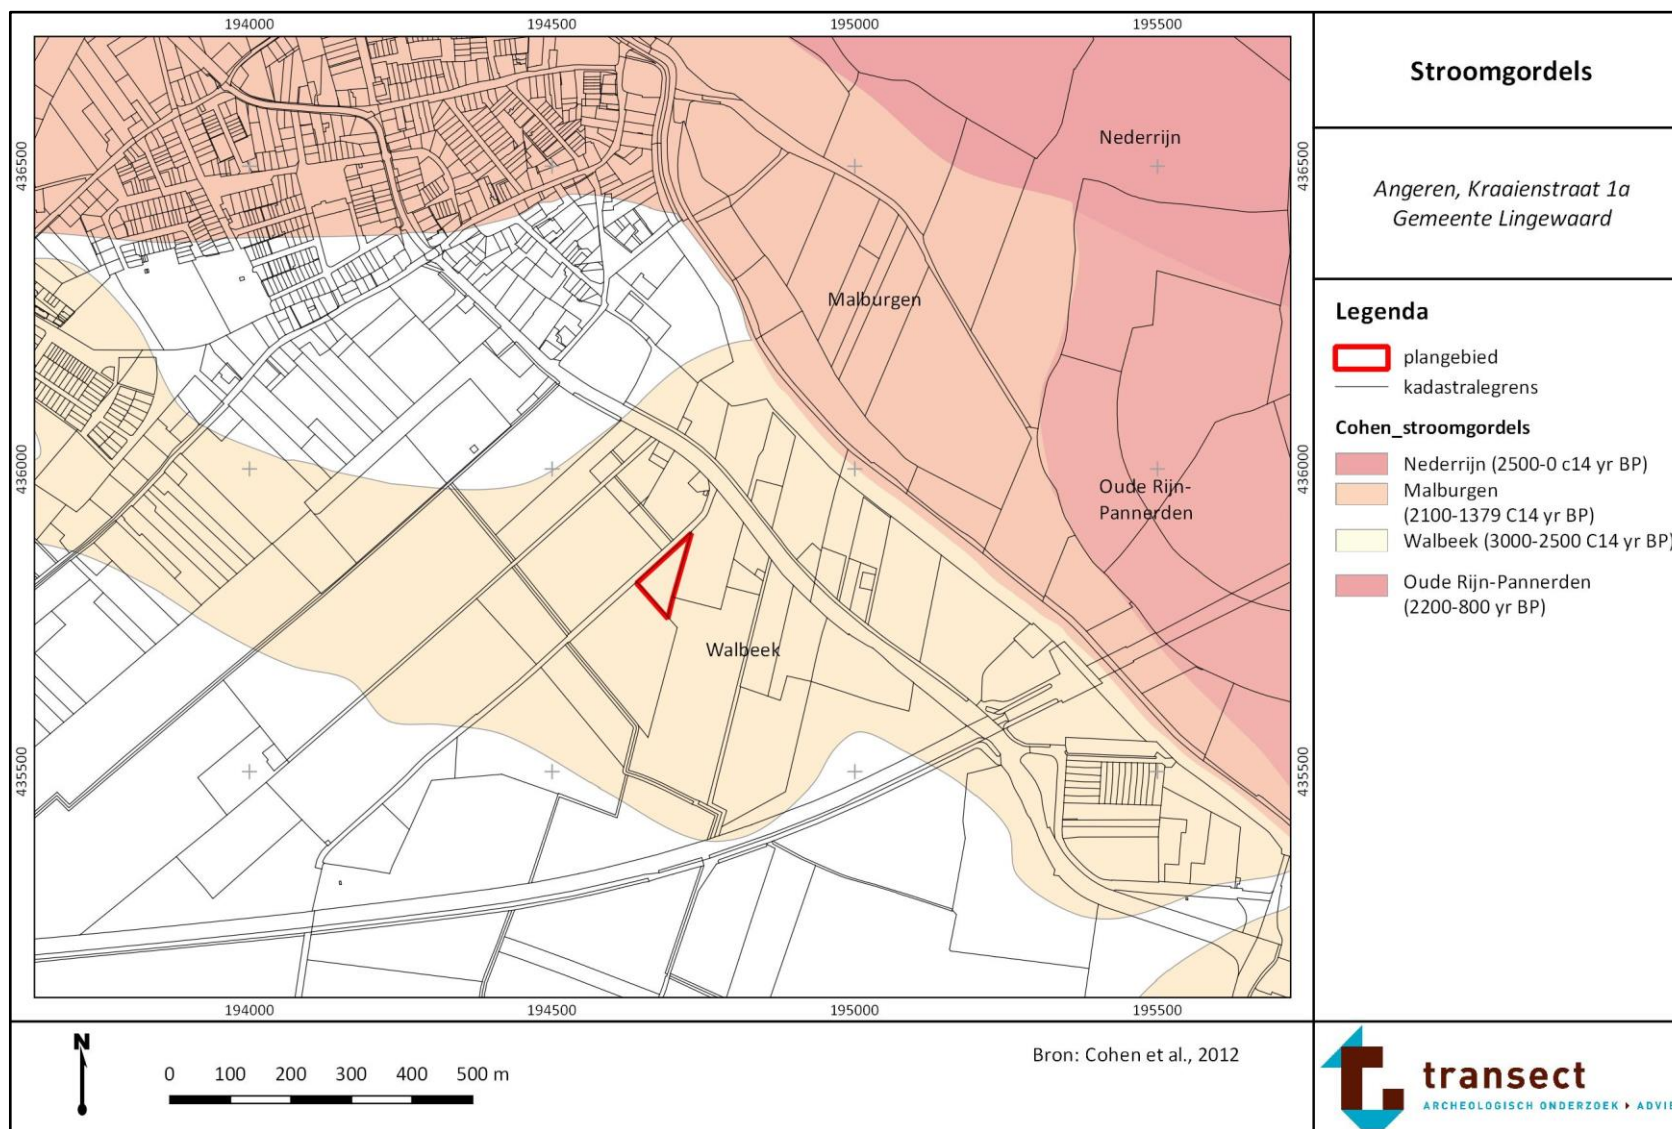 194000 194500 195000 195500
436500
436000
435500
Nederrijn
Malburgen
Oude Rijn-
Pannerden
Walbeek
436500
436000
435500
194000 194500 195000 195500
Stroomgordels
Angeren, Kraaienstraat 1a
Gemeente Lingewaard
Legenda
plangebied
kadastralegrens
Cohen_stroomgordels
Nederrijn (2500-0 c14 yr BP)
Malburgen
(2100-1379 C14 yr BP)
Walbeek (3000-2500 C14 yr BP)
Oude Rijn-Pannerden
(2200-800 yr BP)
N
0 100 200 300 400 500 m
Bron: Cohen et al., 2012
transect
ARCHEOLOGISCH ONDERZOEK ADVIE